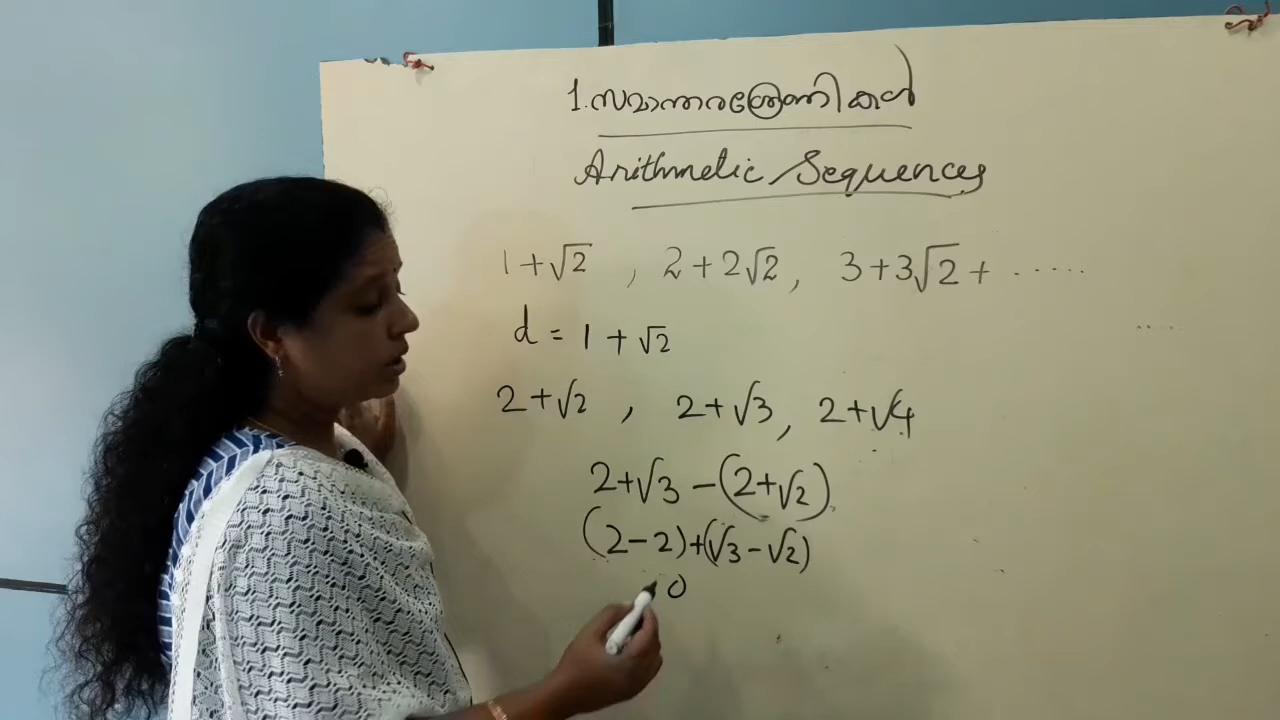 1. സമാന്തരശ്രേണികൾ
Arithmetic Sequences
1+√2 , 2+2√2, 3+3√2+ ......
d = 1+√2
2+√2 , 2+√3, 2+√4
2+√3 -(2+√2)
(2-2)+(√3-√2)
0